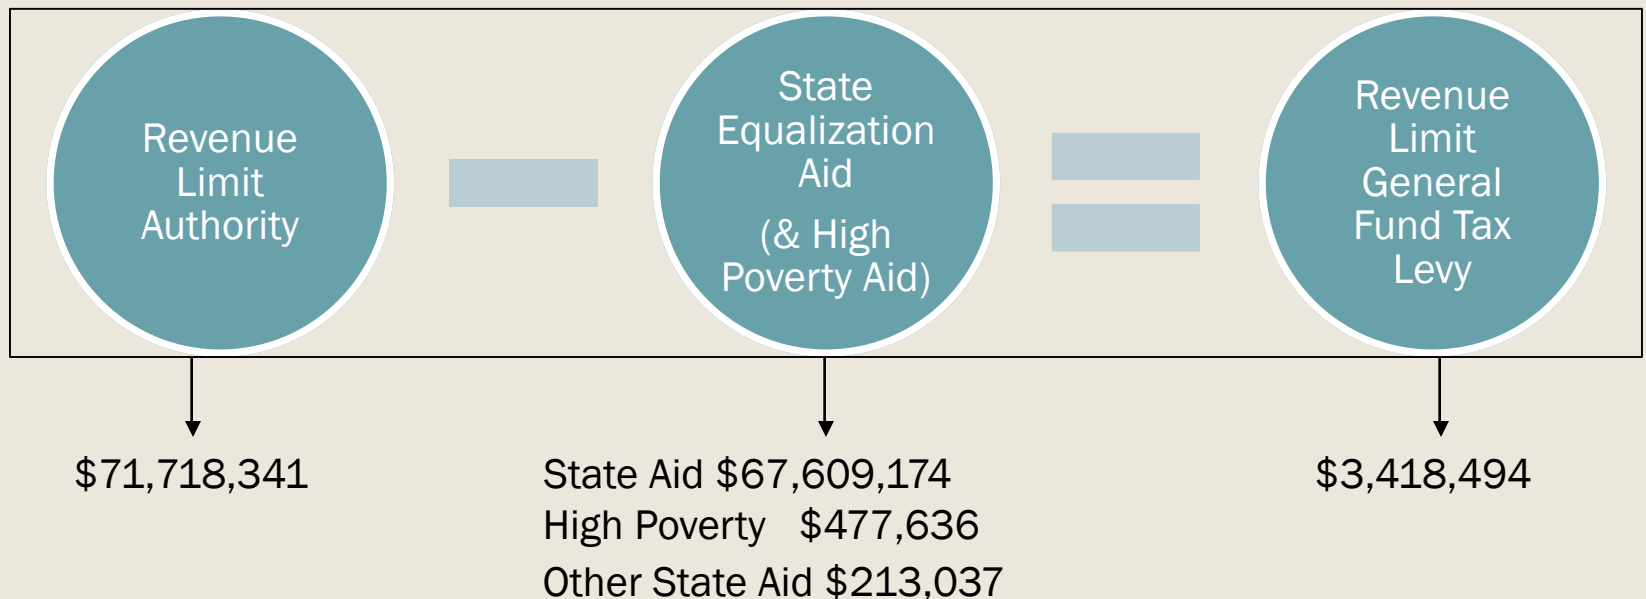 Revenue
Limit
Authority
State
Equalization
Aid
(& High
Poverty Aid)
Revenue
Limit
General
Fund Tax
Levy
$71,718,341
State Aid $67,609,174
High Poverty $477,636
Other State Aid $213,037
$3,418,494